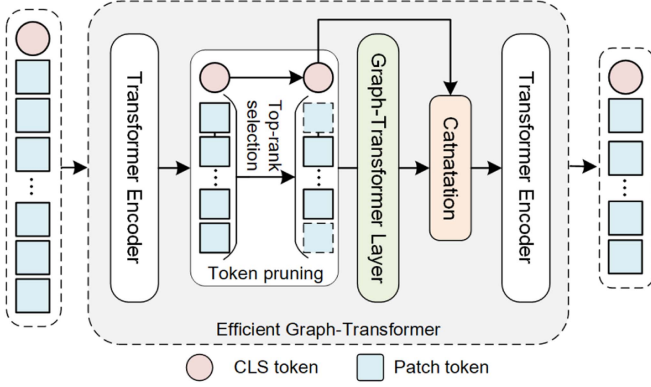 Transformer Encoder
Top-rank
selection
Token pruning
Graph-Transformer
Layer
Catnatation
Transformer Encoder
Efficient Graph-Transformer
CLS token
Patch token